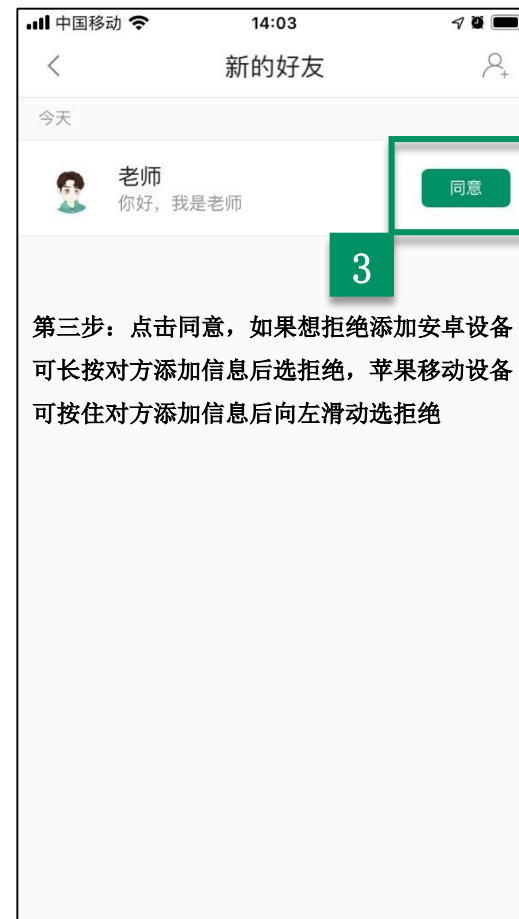 中国移动 14:03
新的好友
今天
老师
你好，我是老师
同意
3
第三步：点击同意，如果想拒绝添加安卓设备
可长按对方添加信息后选拒绝，苹果移动设备
可按住对方添加信息后向左滑动选拒绝